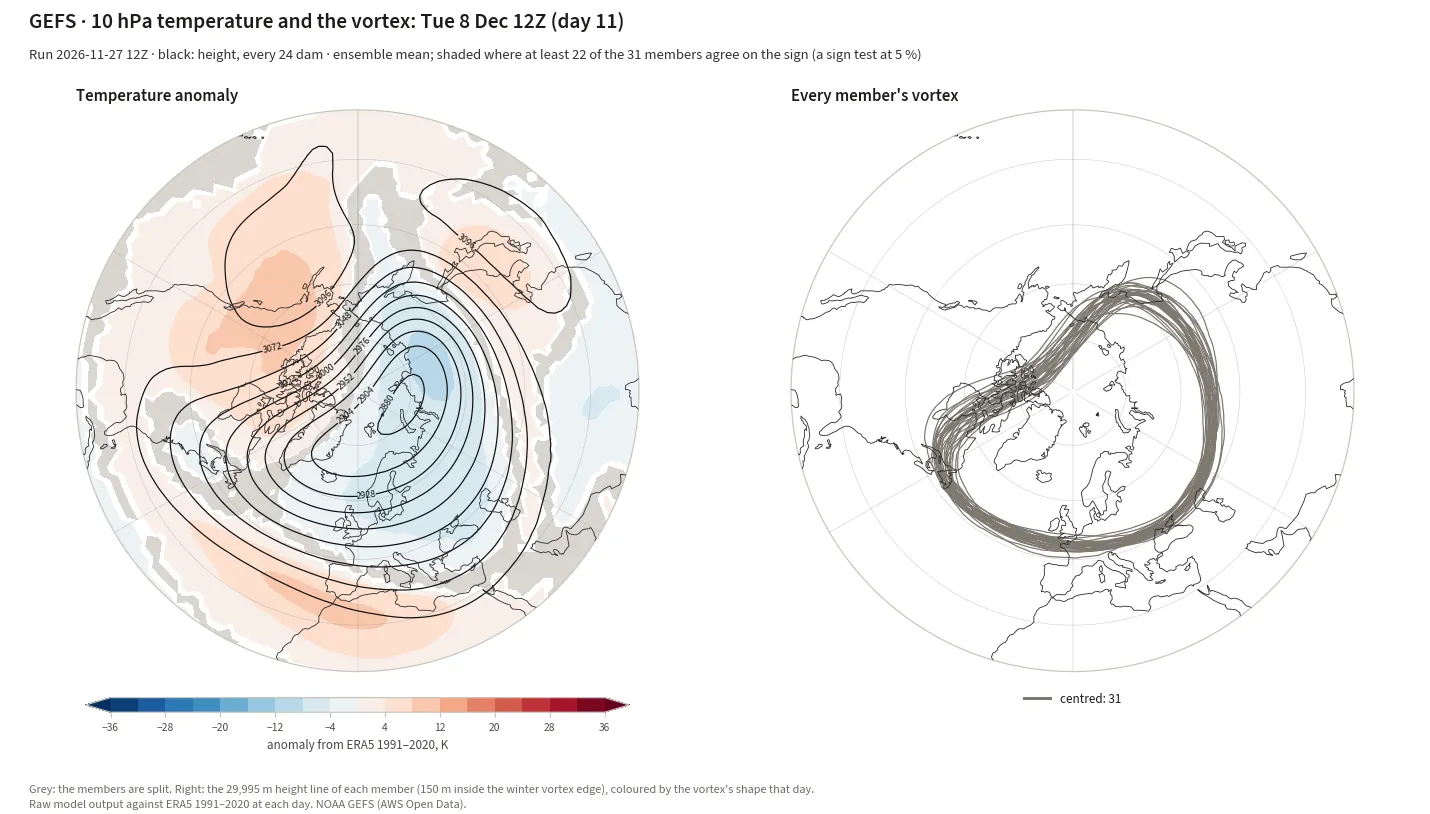 GEFS · 10 hPa temperature and the vortex: Tue 8 Dec 12Z (day 11)
Run 2026-11-27 12Z · black: height, every 24 dam · ensemble mean; shaded where at least 22 of the 31 members agree on the sign (a sign test at 5 %)
Temperature anomaly
Every member's vortex
3096
3096
3048
3072
2976
3000
2952
2904
2880
2928
centred: 31
−36 −28 −20 −12 −4 4 12 20 28 36
anomaly from ERA5 1991–2020, K
Grey: the members are split. Right: the 29,995 m height line of each member (150 m inside the winter vortex edge), coloured by the vortex's shape that day.
Raw model output against ERA5 1991–2020 at each day. NOAA GEFS (AWS Open Data).